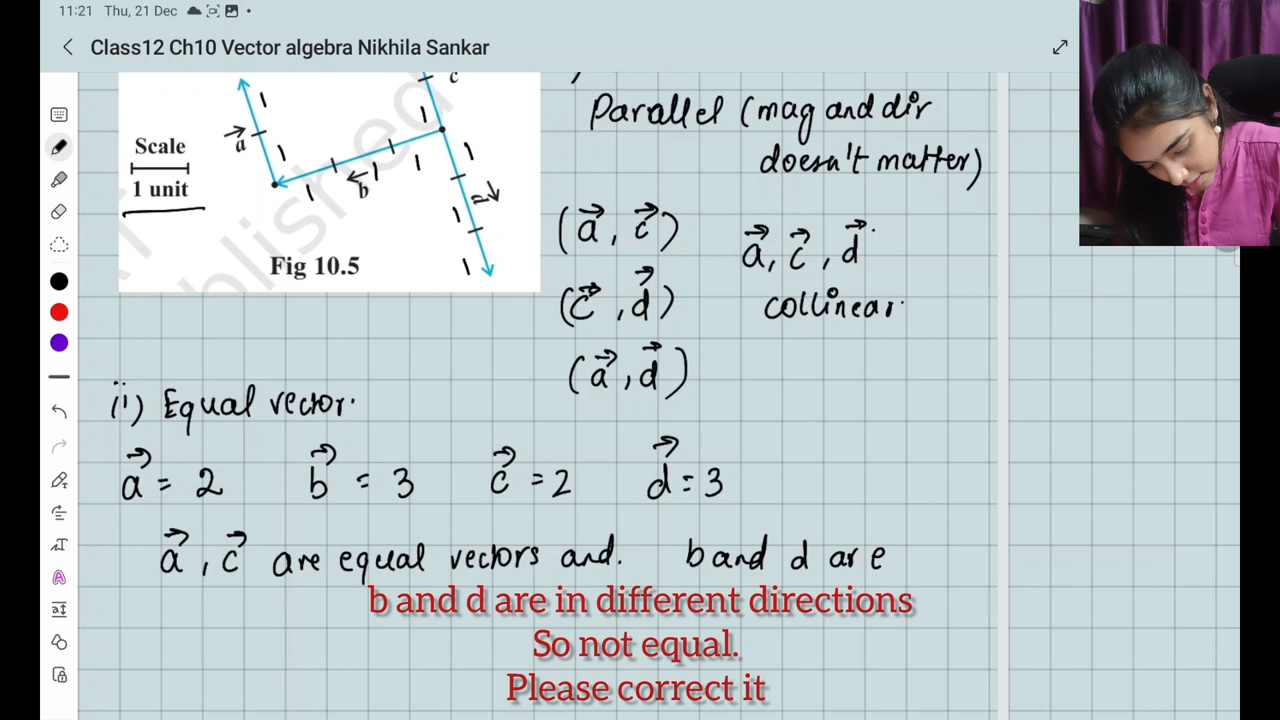 11:21 Thu, 21 Dec
Class12 Ch10 Vector algebra Nikhila Sankar
c
Parallel (mag and dir
doesn't matter)
a
Scale
1 unit
b
d
Fig 10.5
(a⃗, c⃗)
a⃗, c⃗, d⃗
(c⃗, d⃗)
collinear.
(a⃗, d⃗)
ii) Equal vector.
a⃗ = 2 b⃗ = 3 c⃗ = 2 d⃗ = 3
a⃗, c⃗ are equal vectors and. b and d are e
b and d are in different directions
So not equal.
Please correct it